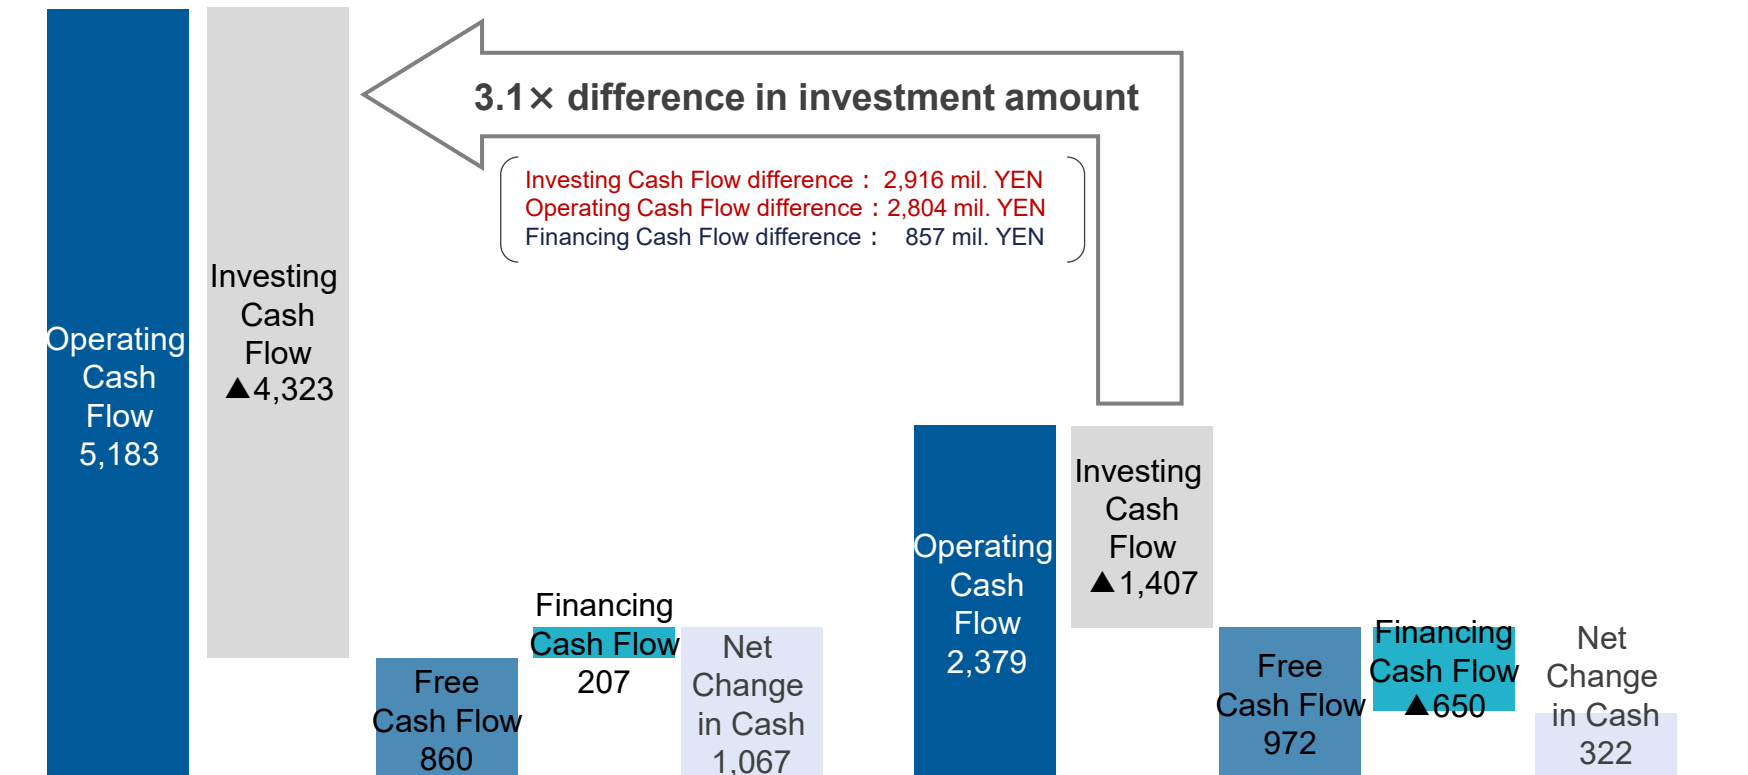 3.1× difference in investment amount
Investing Cash Flow difference : 2,916 mil. YEN
Operating Cash Flow difference : 2,804 mil. YEN
Financing Cash Flow difference : 857 mil. YEN
Operating
Cash
Flow
5,183
Investing
Cash
Flow
▲4,323
Free
Cash Flow
860
Financing
Cash Flow
207
Net
Change
in Cash
1,067
Operating
Cash
Flow
2,379
Investing
Cash
Flow
▲1,407
Free
Cash Flow
972
Financing
Cash Flow
▲650
Net
Change
in Cash
322